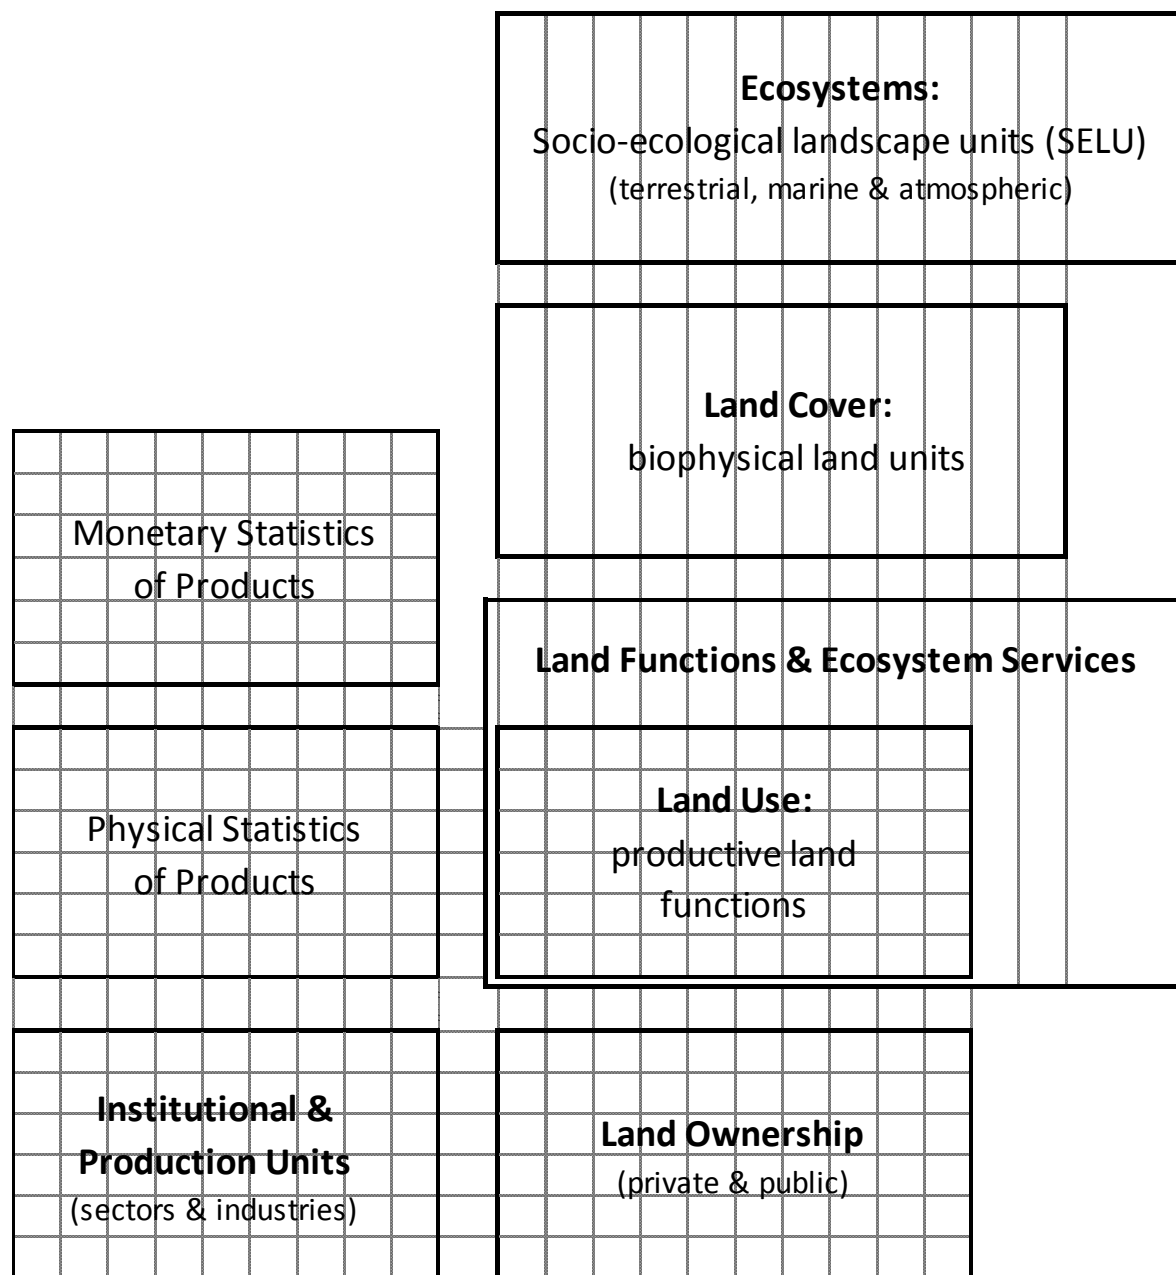 Ecosystems:
Socio-ecological landscape units (SELU)
(terrestrial, marine & atmospheric)
Land Cover:
biophysical land units
Monetary Statistics
of Products
Land Functions & Ecosystem Services
Physical Statistics
of Products
Land Use:
productive land
functions
Institutional &
Production Units
(sectors & industries)
Land Ownership
(private & public)